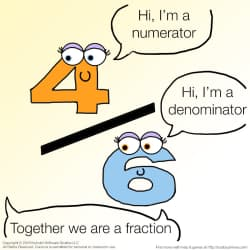 Hi, I'm a
numerator
4
Hi, I'm a
denominator
6
Together we are a fraction